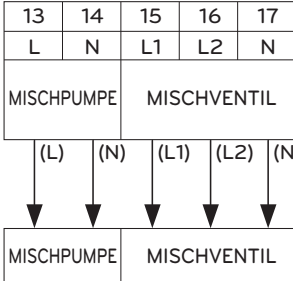 13 14 15 16 17
L N L1 L2 N
MISCHPUMPE MISCHVENTIL
(L) (N) (L1) (L2) (N
MISCHPUMPE MISCHVENTIL